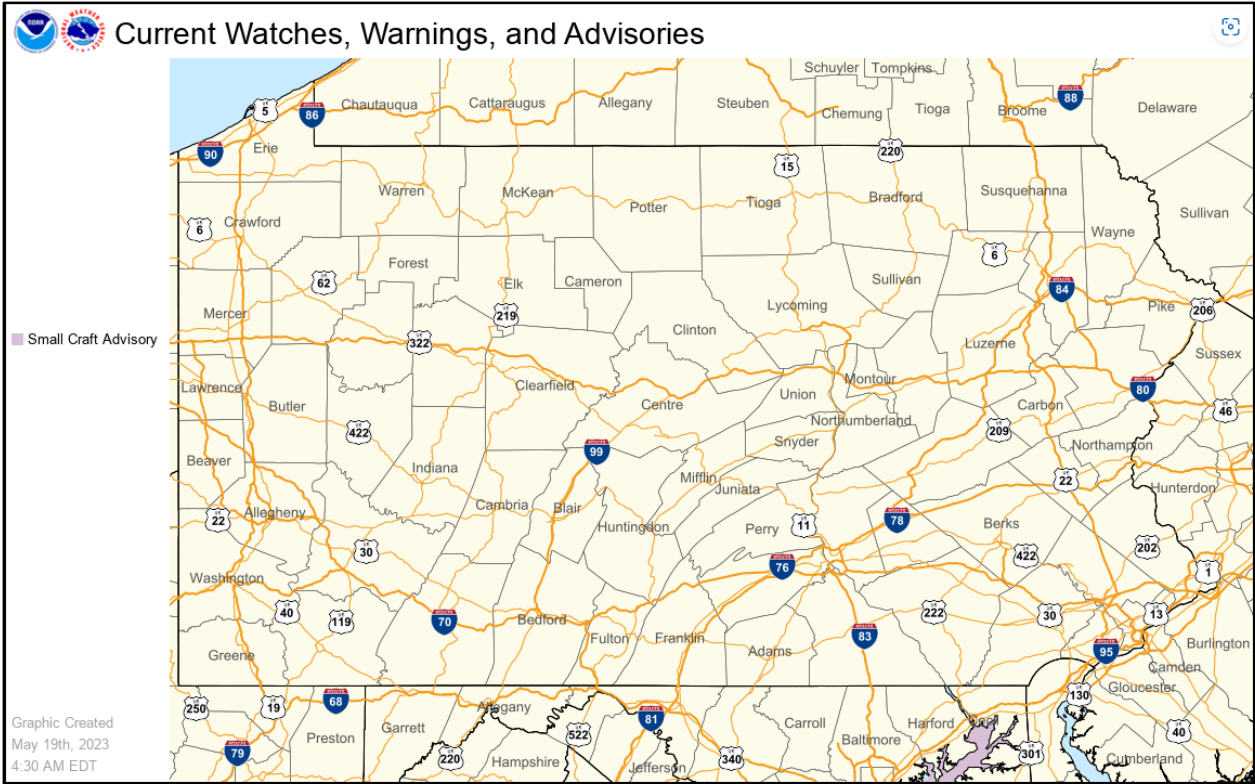 NOAA
Current Watches, Warnings, and Advisories
Schuyler
Tompkins
88
5
86
Chautauqua
Cattaraugus
Allegany
Steuben
Chemung
Tioga
Broome
Delaware
90
Erie
15
220
Warren
McKean
Potter
Tioga
Bradford
Susquehanna
Sullivan
6
Crawford
Wayne
Forest
6
62
Elk
Cameron
Sullivan
84
Mercer
219
Lycoming
Pike
206
Small Craft Advisory
322
Clinton
Luzerne
Sussex
Lawrence
Clearfield
Montour
80
Butler
Centre
Union
Carbon
46
422
Northumberland
209
Beaver
99
Snyder
Northampton
Indiana
Mifflin
22
Juniata
Hunterdon
22
Allegheny
Cambria
Blair
Huntingdon
Perry
11
78
Berks
30
422
202
Washington
76
1
40
119
70
Bedford
Fulton
Franklin
222
30
13
Greene
Adams
83
95
Burlington
Camden
Gloucester
250
19
68
Allegany
130
Graphic Created
Preston
Garrett
522
81
Carroll
Harford
Cecil
40
May 19th, 2023
79
220
Hampshire
Jefferson
340
Baltimore
301
Cumberland
4:30 AM EDT